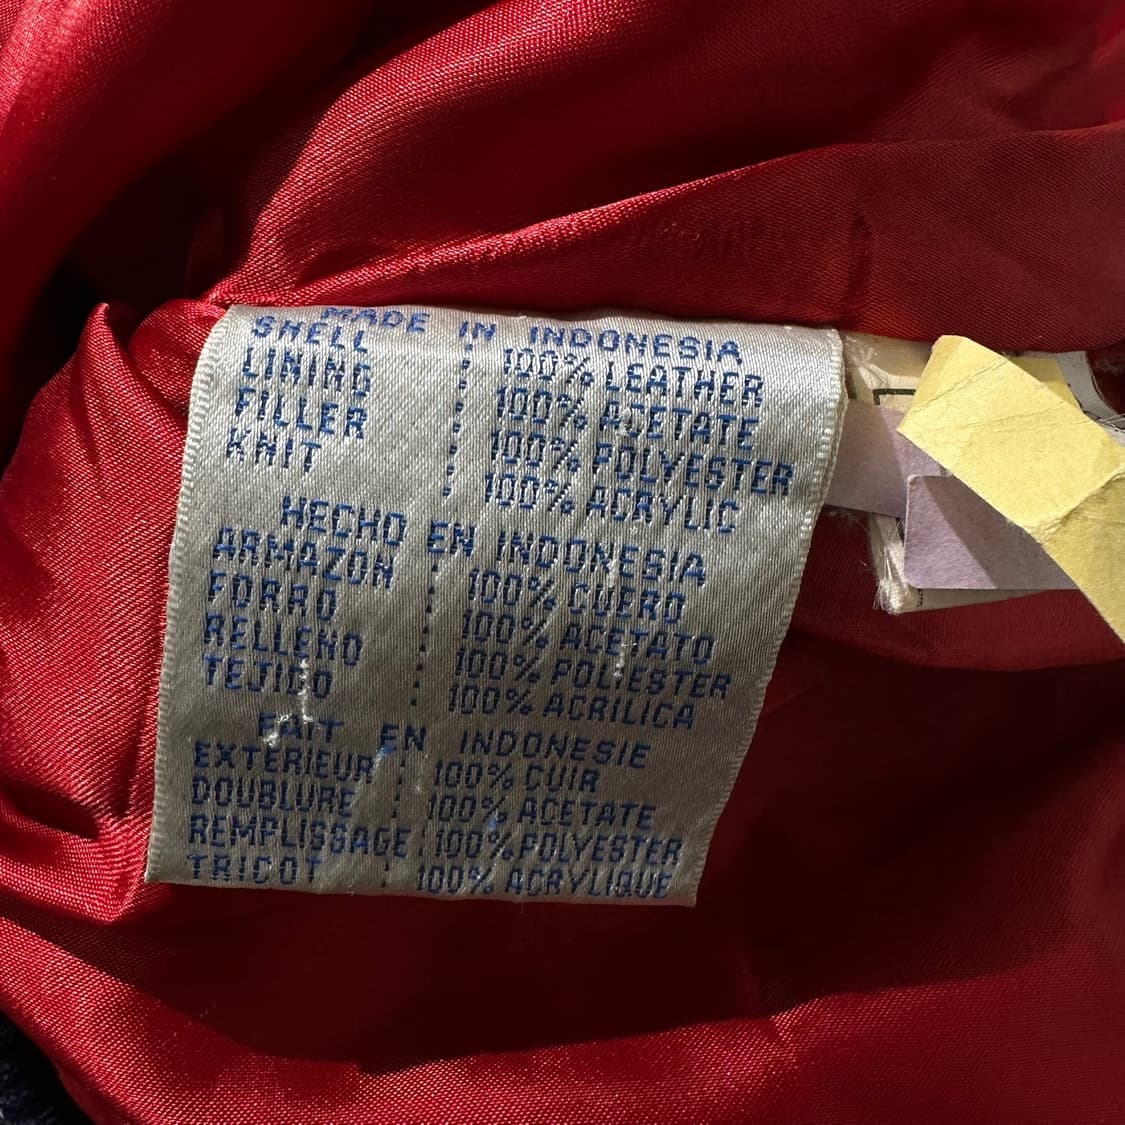 MADE IN INDONESIA
SHELL : 100% LEATHER
LINING : 100% ACETATE
FILLER : 100% POLYESTER
KNIT : 100% ACRYLIC
HECHO EN INDONESIA
ARMAZON : 100% CUERO
FORRO : 100% ACETATO
RELLENO : 100% POLIESTER
TEJIDO : 100% ACRILICA
FAIT EN INDONESIE
EXTERIEUR : 100% CUIR
DOUBLURE : 100% ACETATE
REMPLISSAGE : 100% POLYESTER
TRICOT : 100% ACRYLIQUE